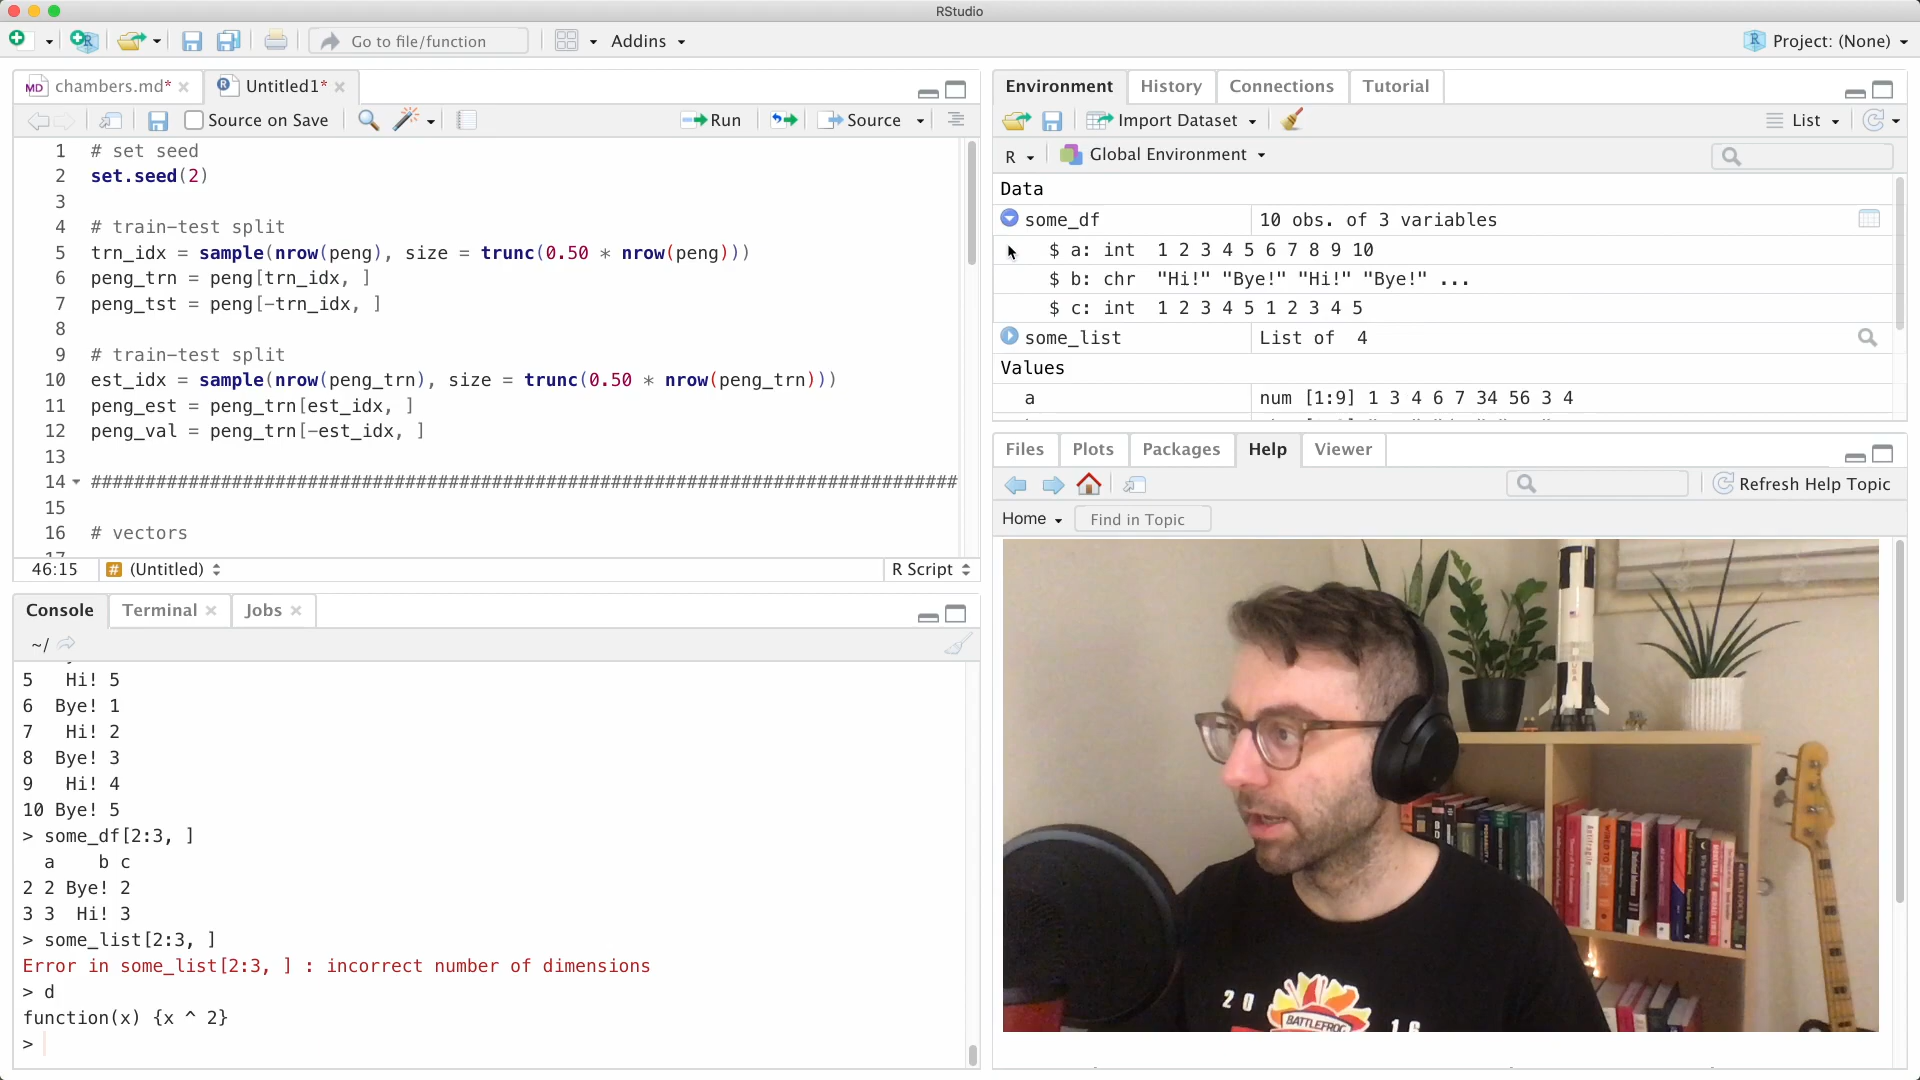 RStudio
Go to file/function
Addins
Project: (None)
MD chambers.md*
Untitled1*
Source on Save
Run
Source
1 # set seed
2 set.seed(2)
3
4 # train-test split
5 trn_idx = sample(nrow(peng), size = trunc(0.50 * nrow(peng)))
6 peng_trn = peng[trn_idx, ]
7 peng_tst = peng[-trn_idx, ]
8
9 # train-test split
10 est_idx = sample(nrow(peng_trn), size = trunc(0.50 * nrow(peng_trn)))
11 peng_est = peng_trn[est_idx, ]
12 peng_val = peng_trn[-est_idx, ]
13
14 ################################################################################
15
16 # vectors
17
46:15
# (Untitled)
R Script
Console
Terminal
Jobs
~/
5 Hi! 5
6 Bye! 1
7 Hi! 2
8 Bye! 3
9 Hi! 4
10 Bye! 5
> some_df[2:3, ]
a b c
2 2 Bye! 2
3 3 Hi! 3
> some_list[2:3, ]
Error in some_list[2:3, ] : incorrect number of dimensions
> d
function(x) {x ^ 2}
>
Environment
History
Connections
Tutorial
Import Dataset
List
R
Global Environment
Data
some_df 10 obs. of 3 variables
$ a: int 1 2 3 4 5 6 7 8 9 10
$ b: chr "Hi!" "Bye!" "Hi!" "Bye!" ...
$ c: int 1 2 3 4 5 1 2 3 4 5
some_list List of 4
Values
a num [1:9] 1 3 4 6 7 34 56 3 4
Files
Plots
Packages
Help
Viewer
Refresh Help Topic
Home
Find in Topic
USA
20 16
BATTLEFROG